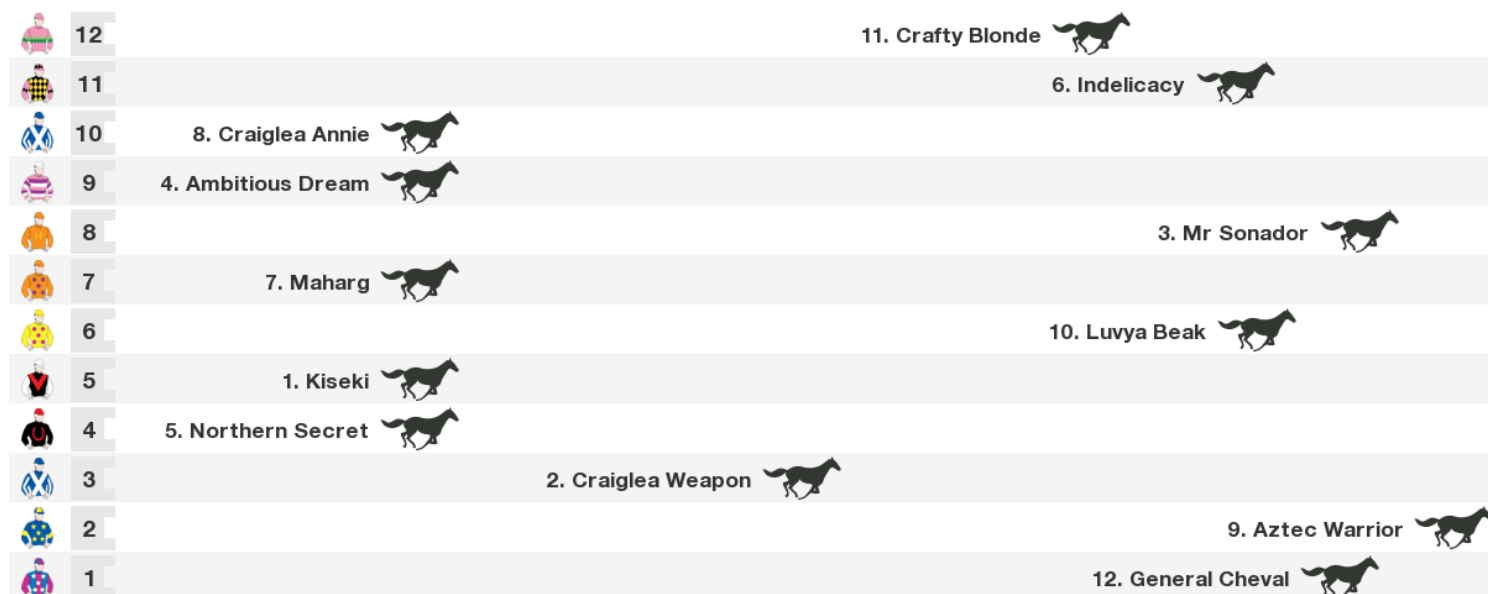 12 11. Crafty Blonde
11 6. Indelicacy
10 8. Craiglea Annie
9 4. Ambitious Dream
8 3. Mr Sonador
7 7. Maharg
6 10. Luvya Beak
5 1. Kiseki
4 5. Northern Secret
3 2. Craiglea Weapon
2 9. Aztec Warrior
1 12. General Cheval